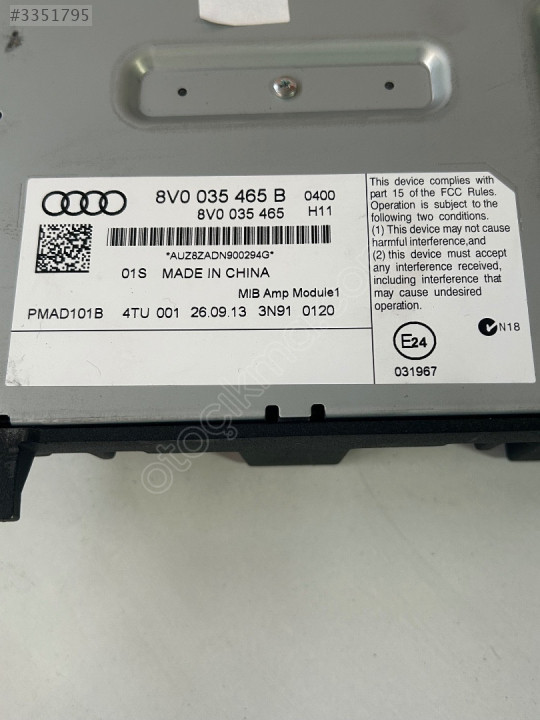 #3351795
8V0 035 465 B 0400
8V0 035 465 H11
*AUZ8ZADN900294G*
01S MADE IN CHINA
MIB Amp Module1
PMAD101B 4TU 001 26.09.13 3N91 0120
This device complies with
part 15 of the FCC Rules.
Operation is subject to the
following two conditions.
(1) This device may not cause
harmful interference,and
(2) this device must accept
any interference received,
including interference that
may cause undesired
operation.
E24
031967
N18
otoçıkma